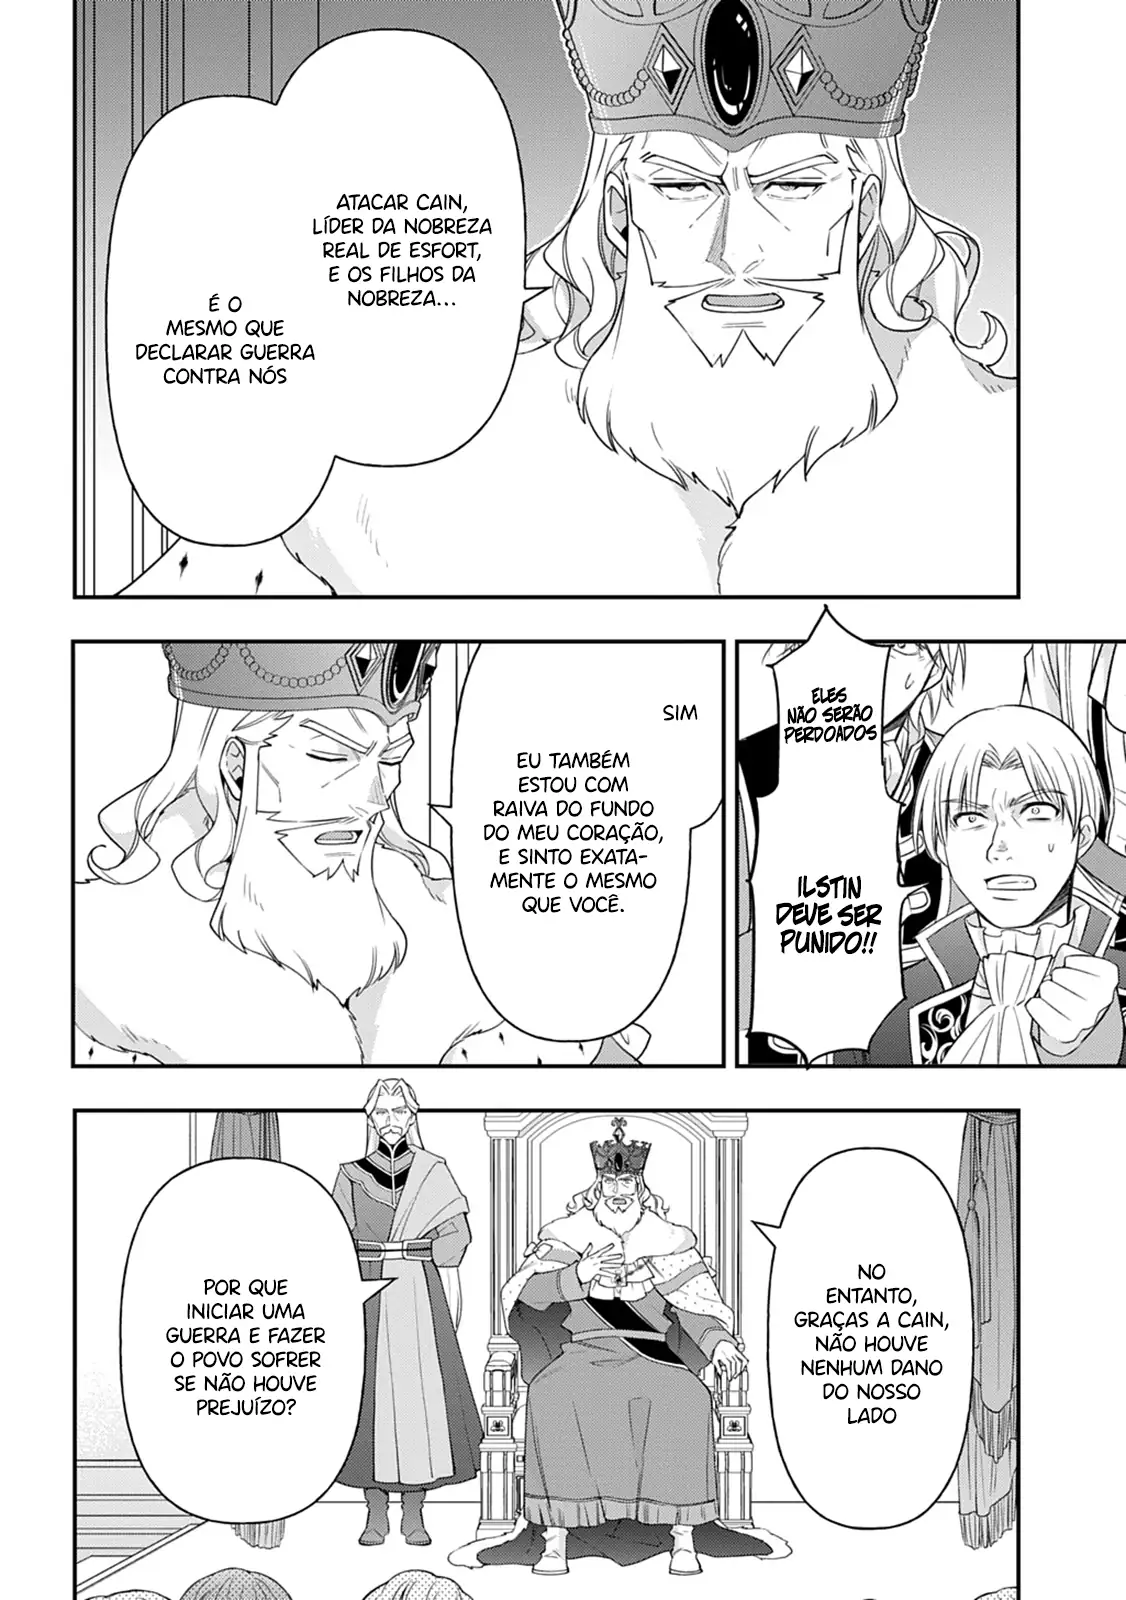 ATACAR CAIN,
LÍDER DA NOBREZA
REAL DE ESFORT,
E OS FILHOS DA
NOBREZA...
É O
MESMO QUE
DECLARAR GUERRA
CONTRA NÓS
ELES
NÃO SERÃO
PERDOADOS
ILSTIN
DEVE SER
PUNIDO!!
SIM
EU TAMBÉM
ESTOU COM
RAIVA DO FUNDO
DO MEU CORAÇÃO,
E SINTO EXATA-
MENTE O MESMO
QUE VOCÊ.
NO
ENTANTO,
GRAÇAS A CAIN,
NÃO HOUVE
NENHUM DANO
DO NOSSO
LADO
POR QUE
INICIAR UMA
GUERRA E FAZER
O POVO SOFRER
SE NÃO HOUVE
PREJUÍZO?